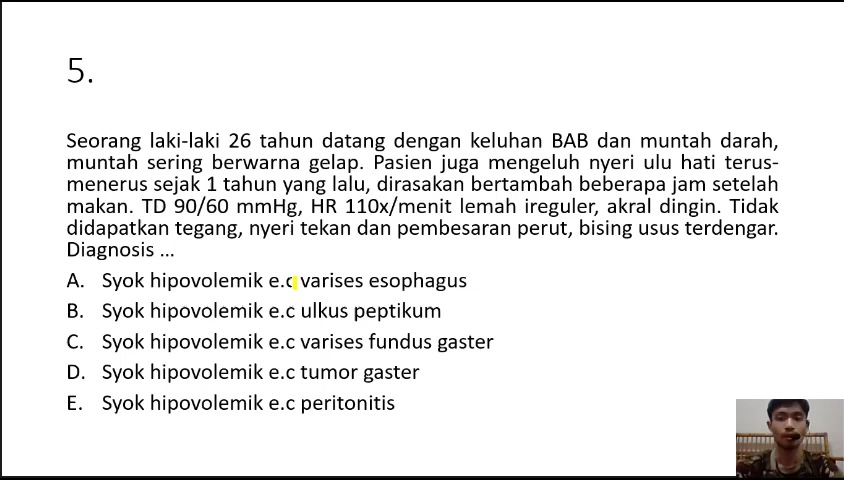 5.
Seorang laki-laki 26 tahun datang dengan keluhan BAB dan muntah darah,
muntah sering berwarna gelap. Pasien juga mengeluh nyeri ulu hati terus-
menerus sejak 1 tahun yang lalu, dirasakan bertambah beberapa jam setelah
makan. TD 90/60 mmHg, HR 110x/menit lemah ireguler, akral dingin. Tidak
didapatkan tegang, nyeri tekan dan pembesaran perut, bising usus terdengar.
Diagnosis ...
A. Syok hipovolemik e.c varises esophagus
B. Syok hipovolemik e.c ulkus peptikum
C. Syok hipovolemik e.c varises fundus gaster
D. Syok hipovolemik e.c tumor gaster
E. Syok hipovolemik e.c peritonitis